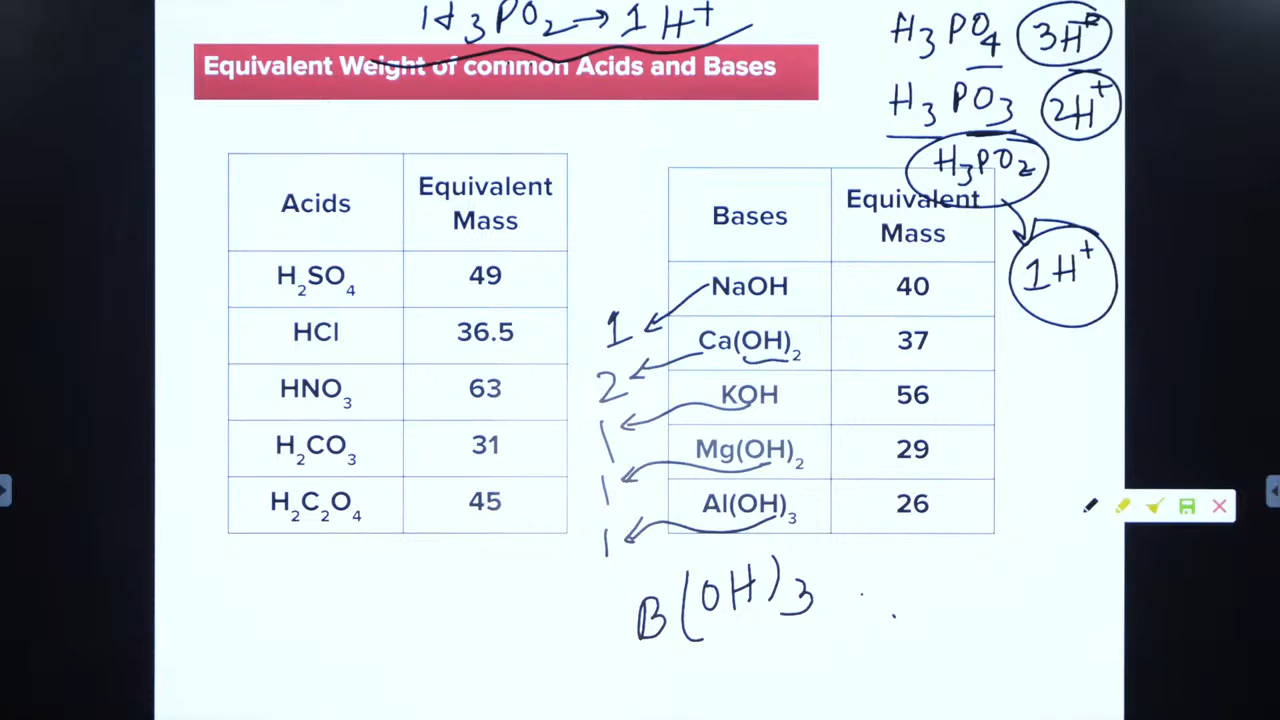 H₃PO₂→1H⁺
Equivalent Weight of common Acids and Bases
H₃PO₄ 3H⁺
H₃PO₃ 2H⁺
H₃PO₂
1H⁺
Acids Equivalent Mass
H₂SO₄ 49
HCl 36.5
HNO₃ 63
H₂CO₃ 31
H₂C₂O₄ 45
Bases Equivalent Mass
1 NaOH 40
2 Ca(OH)₂ 37
1 KOH 56
1 Mg(OH)₂ 29
1 Al(OH)₃ 26
B(OH)₃